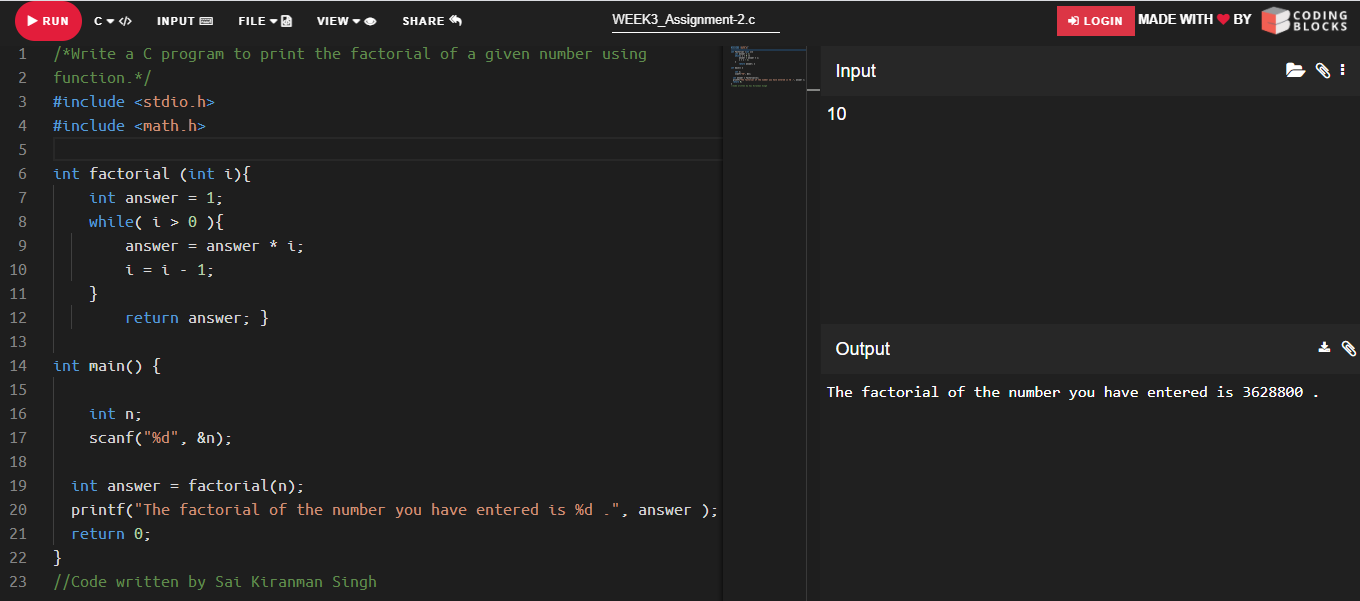 RUN C INPUT FILE VIEW SHARE WEEK3_Assignment-2.c LOGIN MADE WITH BY CODING BLOCKS
1 /*Write a C program to print the factorial of a given number using
2 function.*/
3 #include <stdio.h>
4 #include <math.h>
5
6 int factorial (int i){
7 int answer = 1;
8 while( i > 0 ){
9 answer = answer * i;
10 i = i - 1;
11 }
12 return answer; }
13
14 int main() {
15
16 int n;
17 scanf("%d", &n);
18
19 int answer = factorial(n);
20 printf("The factorial of the number you have entered is %d .", answer );
21 return 0;
22 }
23 //Code written by Sai Kiranman Singh
Input
10
Output
The factorial of the number you have entered is 3628800 .